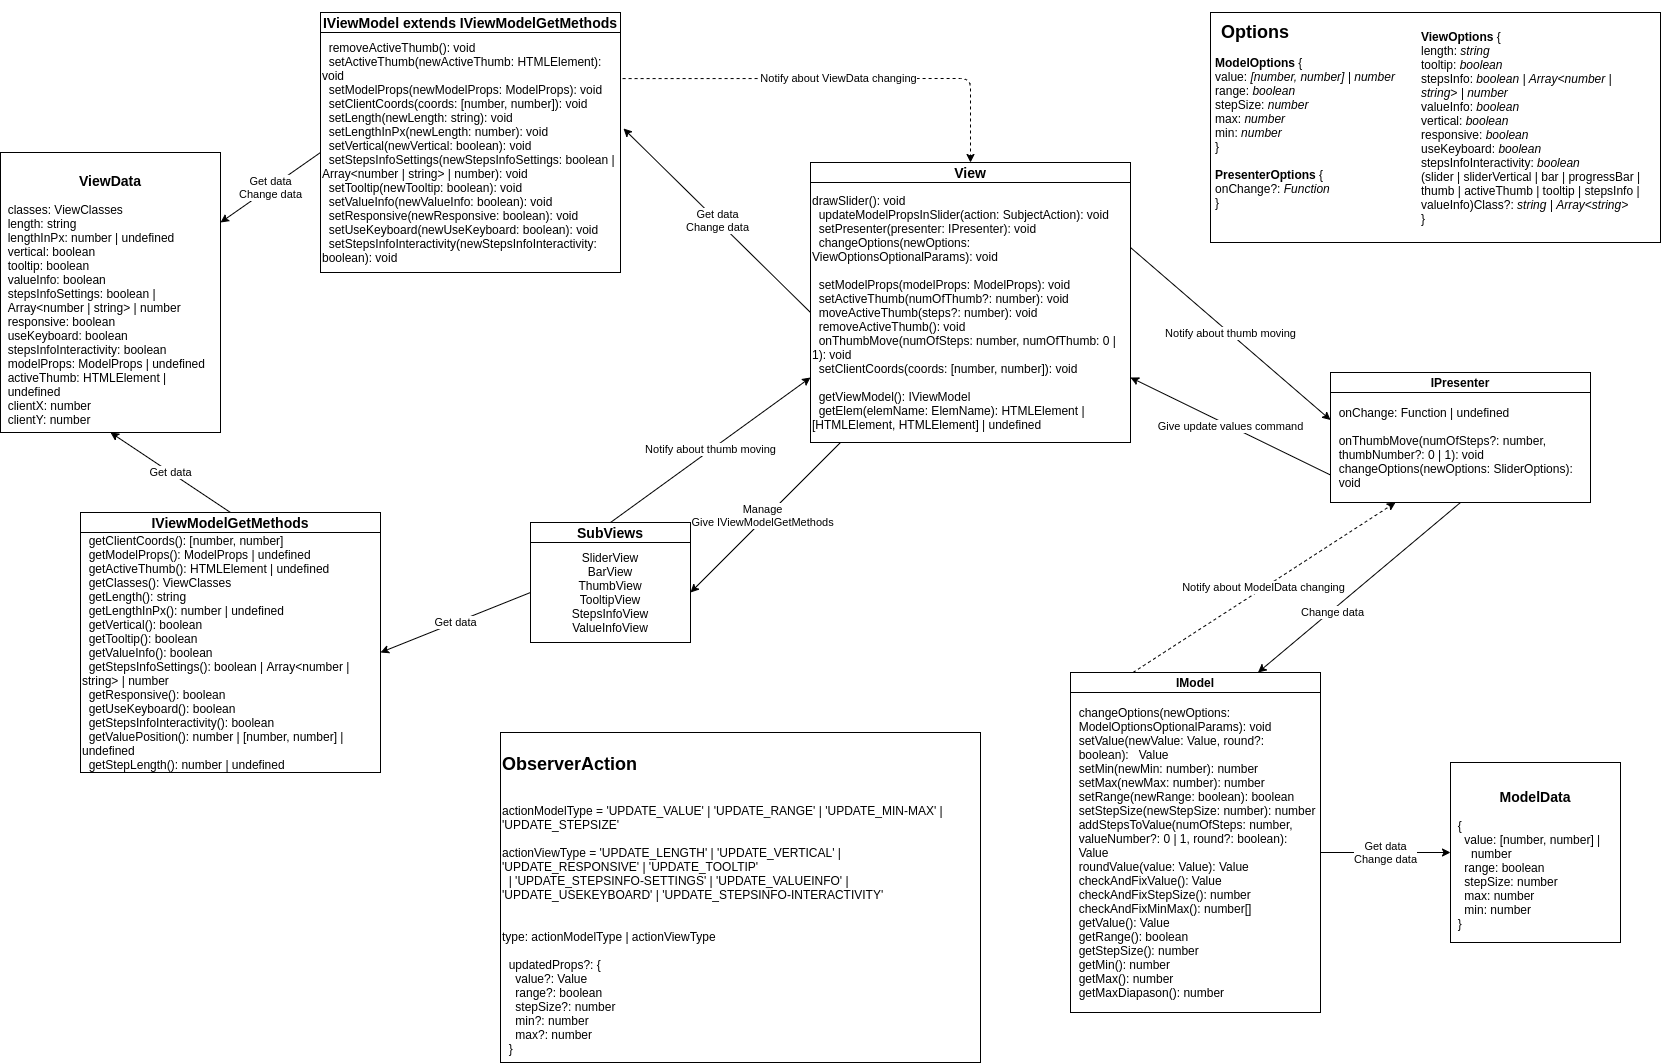 IViewModel extends IViewModelGetMethods
removeActiveThumb(): void
setActiveThumb(newActiveThumb: HTMLElement):
void
setModelProps(newModelProps: ModelProps): void
setClientCoords(coords: [number, number]): void
setLength(newLength: string): void
setLengthInPx(newLength: number): void
setVertical(newVertical: boolean): void
setStepsInfoSettings(newStepsInfoSettings: boolean |
Array<number | string> | number): void
setTooltip(newTooltip: boolean): void
setValueInfo(newValueInfo: boolean): void
setResponsive(newResponsive: boolean): void
setUseKeyboard(newUseKeyboard: boolean): void
setStepsInfoInteractivity(newStepsInfoInteractivity:
boolean): void
Notify about ViewData changing
Options
ModelOptions {
value: [number, number] | number
range: boolean
stepSize: number
max: number
min: number
}
PresenterOptions {
onChange?: Function
}
ViewOptions {
length: string
tooltip: boolean
stepsInfo: boolean | Array<number |
string> | number
valueInfo: boolean
vertical: boolean
responsive: boolean
useKeyboard: boolean
stepsInfoInteractivity: boolean
(slider | sliderVertical | bar | progressBar |
thumb | activeThumb | tooltip | stepsInfo |
valueInfo)Class?: string | Array<string>
}
Get data
Change data
ViewData
classes: ViewClasses
length: string
lengthInPx: number | undefined
vertical: boolean
tooltip: boolean
valueInfo: boolean
stepsInfoSettings: boolean |
Array<number | string> | number
responsive: boolean
useKeyboard: boolean
stepsInfoInteractivity: boolean
modelProps: ModelProps | undefined
activeThumb: HTMLElement |
undefined
clientX: number
clientY: number
Get data
Change data
View
drawSlider(): void
updateModelPropsInSlider(action: SubjectAction): void
setPresenter(presenter: IPresenter): void
changeOptions(newOptions:
ViewOptionsOptionalParams): void
setModelProps(modelProps: ModelProps): void
setActiveThumb(numOfThumb?: number): void
moveActiveThumb(steps?: number): void
removeActiveThumb(): void
onThumbMove(numOfSteps: number, numOfThumb: 0 |
1): void
setClientCoords(coords: [number, number]): void
getViewModel(): IViewModel
getElem(elemName: ElemName): HTMLElement |
[HTMLElement, HTMLElement] | undefined
Notify about thumb moving
Give update values command
IPresenter
onChange: Function | undefined
onThumbMove(numOfSteps?: number,
thumbNumber?: 0 | 1): void
changeOptions(newOptions: SliderOptions):
void
Notify about thumb moving
Get data
Manage
Give IViewModelGetMethods
IViewModelGetMethods
getClientCoords(): [number, number]
getModelProps(): ModelProps | undefined
getActiveThumb(): HTMLElement | undefined
getClasses(): ViewClasses
getLength(): string
getLengthInPx(): number | undefined
getVertical(): boolean
getTooltip(): boolean
getValueInfo(): boolean
getStepsInfoSettings(): boolean | Array<number |
string> | number
getResponsive(): boolean
getUseKeyboard(): boolean
getStepsInfoInteractivity(): boolean
getValuePosition(): number | [number, number] |
undefined
getStepLength(): number | undefined
Get data
SubViews
SliderView
BarView
ThumbView
TooltipView
StepsInfoView
ValueInfoView
Notify about ModelData changing
Change data
IModel
changeOptions(newOptions:
ModelOptionsOptionalParams): void
setValue(newValue: Value, round?:
boolean): Value
setMin(newMin: number): number
setMax(newMax: number): number
setRange(newRange: boolean): boolean
setStepSize(newStepSize: number): number
addStepsToValue(numOfSteps: number,
valueNumber?: 0 | 1, round?: boolean):
Value
roundValue(value: Value): Value
checkAndFixValue(): Value
checkAndFixStepSize(): number
checkAndFixMinMax(): number[]
getValue(): Value
getRange(): boolean
getStepSize(): number
getMin(): number
getMax(): number
getMaxDiapason(): number
Get data
Change data
ModelData
{
value: [number, number] |
number
range: boolean
stepSize: number
max: number
min: number
}
ObserverAction
actionModelType = 'UPDATE_VALUE' | 'UPDATE_RANGE' | 'UPDATE_MIN-MAX' |
'UPDATE_STEPSIZE'
actionViewType = 'UPDATE_LENGTH' | 'UPDATE_VERTICAL' |
'UPDATE_RESPONSIVE' | 'UPDATE_TOOLTIP'
| 'UPDATE_STEPSINFO-SETTINGS' | 'UPDATE_VALUEINFO' |
'UPDATE_USEKEYBOARD' | 'UPDATE_STEPSINFO-INTERACTIVITY'
type: actionModelType | actionViewType
updatedProps?: {
value?: Value
range?: boolean
stepSize?: number
min?: number
max?: number
}